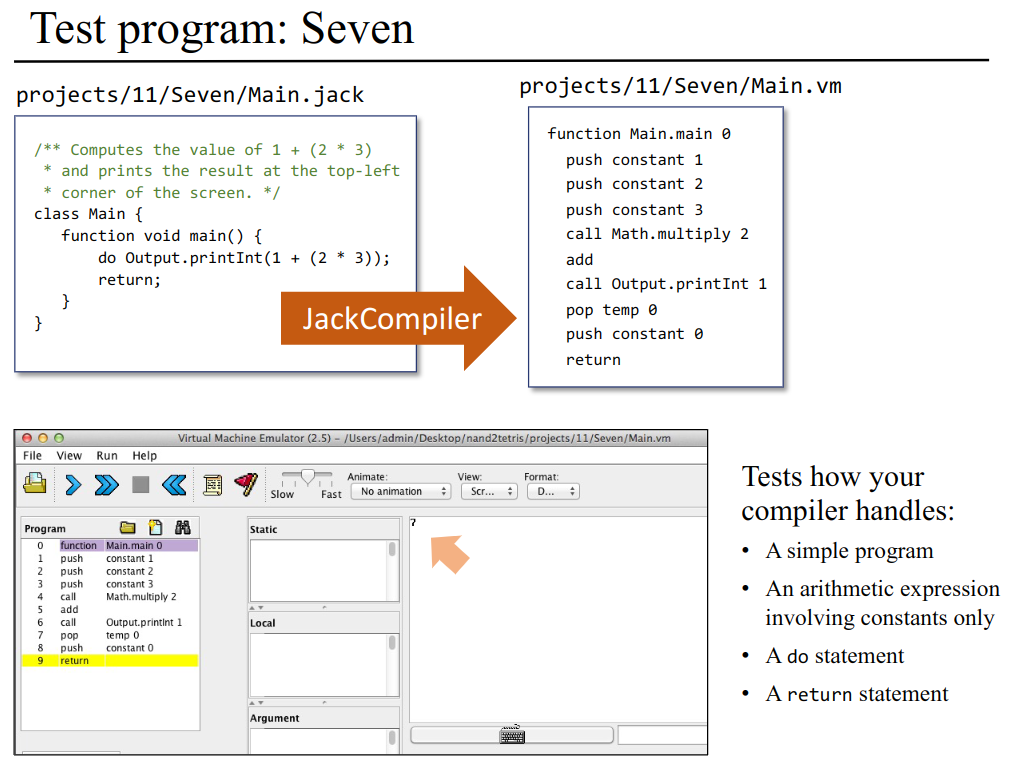 Test program: Seven
projects/11/Seven/Main.jack
/** Computes the value of 1 + (2 * 3)
 * and prints the result at the top-left
 * corner of the screen. */
class Main {
   function void main() {
       do Output.printInt(1 + (2 * 3));
       return;
   }
}
JackCompiler
projects/11/Seven/Main.vm
function Main.main 0
  push constant 1
  push constant 2
  push constant 3
  call Math.multiply 2
  add
  call Output.printInt 1
  pop temp 0
  push constant 0
  return
Virtual Machine Emulator (2.5) – /Users/admin/Desktop/nand2tetris/projects/11/Seven/Main.vm
File View Run Help
Slow Fast
Animate:
No animation
View:
Scr...
Format:
D...
Program
0 function Main.main 0
1 push constant 1
2 push constant 2
3 push constant 3
4 call Math.multiply 2
5 add
6 call Output.printInt 1
7 pop temp 0
8 push constant 0
9 return
Static
Local
Argument
7
Tests how your
compiler handles:
• A simple program
• An arithmetic expression
involving constants only
• A do statement
• A return statement